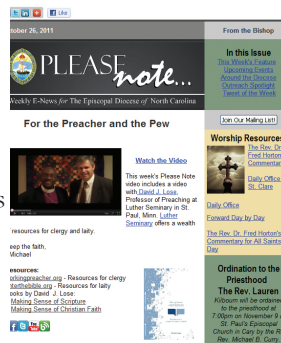 Like
tober 26, 2011
From the Bishop
PLEASE note...
Weekly E-News for The Episcopal Diocese of North Carolina
For the Preacher and the Pew
Watch the Video
This week's Please Note
video includes a video
with David J. Lose,
Professor of Preaching at
Luther Seminary in St.
Paul, Minn. Luther
Seminary offers a wealth
s
resources for clergy and laity.
eep the faith,
Michael
esources:
orkingpreacher.org - Resources for clergy
terthebible.org - Resources for laity
ooks by David J. Lose:
Making Sense of Scripture
Making Sense of Christian Faith
In this Issue
This Week's Feature
Upcoming Events
Around the Diocese
Outreach Spotlight
Tweet of the Week
Join Our Mailing List!
Worship Resources
The Rev. Dr.
Fred Horton
Commentar
Daily Office
St. Clare
Daily Office
Forward Day by Day
The Rev. Dr. Fred Horton's
Commentary for All Saints
Day
Ordination to the
Priesthood
The Rev. Lauren
Kilbourn will be ordained
to the priesthood at
7:00pm on November 9 a
St. Paul's Episcopal
Church in Cary by the R
Rev. Michael B. Curry.